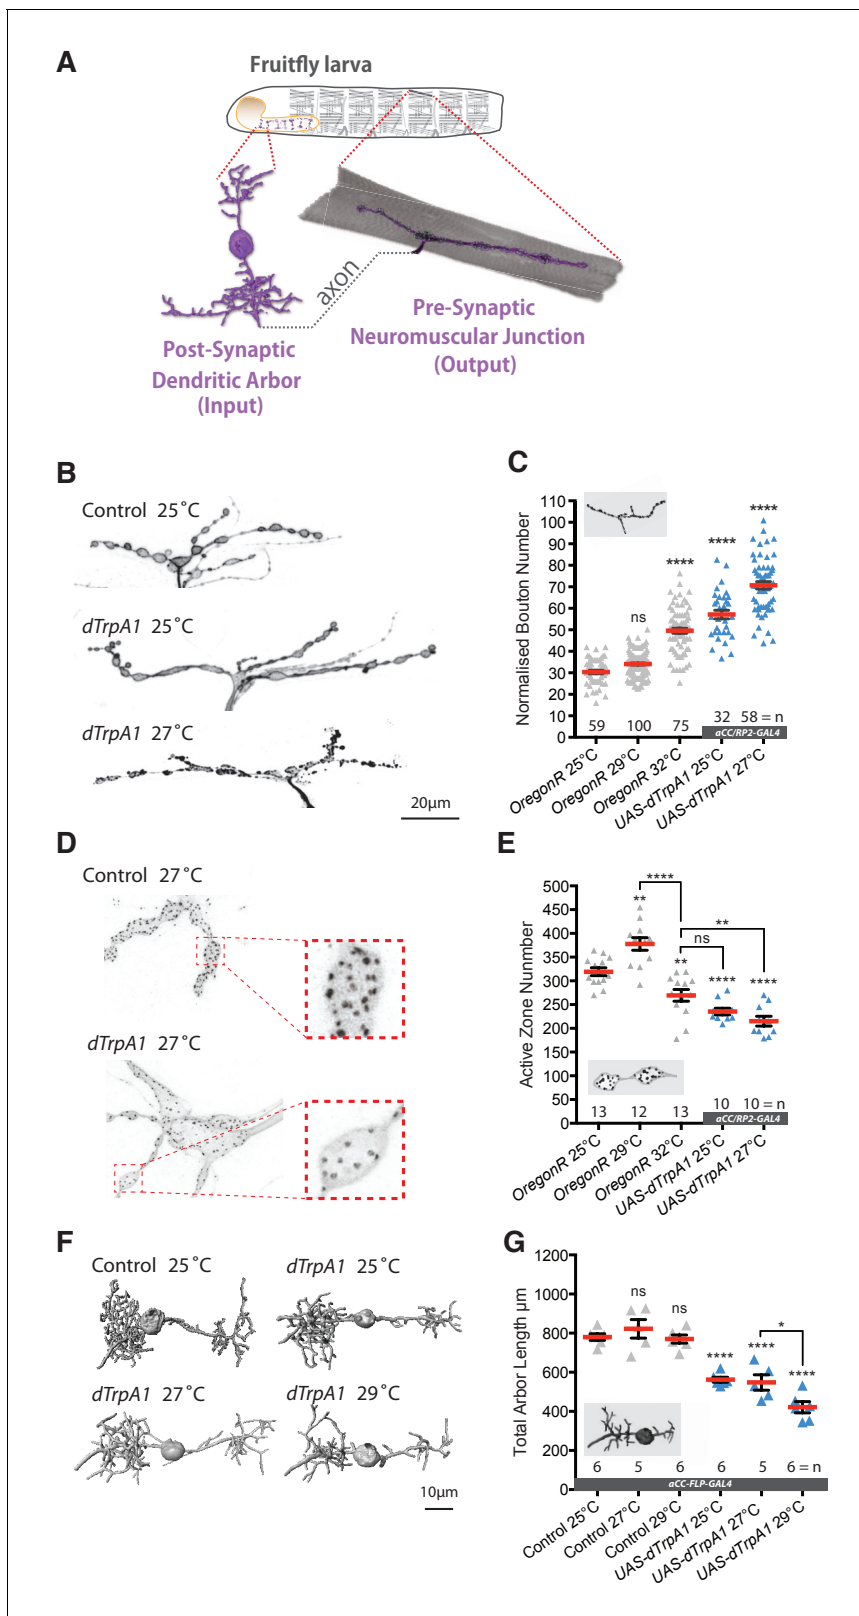 A
Fruitfly larva
axon
Post-Synaptic
Dendritic Arbor
(Input)
Pre-Synaptic
Neuromuscular Junction
(Output)
B
Control 25°C
dTrpA1 25°C
dTrpA1 27°C
20μm
C
Normalised Bouton Number
110
100
90
80
70
60
50
40
30
20
10
0
ns
****
****
****
59 100 75 32 58 = n
aCC/RP2-GAL4
OregonR 25°C
OregonR 29°C
OregonR 32°C
UAS-dTrpA1 25°C
UAS-dTrpA1 27°C
D
Control 27°C
dTrpA1 27°C
E
Active Zone Nunmber
500
450
400
350
300
250
200
150
100
50
0
****
**
**
ns
**
****
****
13 12 13 10 10 = n
aCC/RP2-GAL4
OregonR 25°C
OregonR 29°C
OregonR 32°C
UAS-dTrpA1 25°C
UAS-dTrpA1 27°C
F
Control 25°C
dTrpA1 25°C
dTrpA1 27°C
dTrpA1 29°C
10μm
G
Total Arbor Length μm
1200
1000
800
600
400
200
0
ns
ns
****
****
*
****
6 5 6 6 5 6 = n
aCC-FLP-GAL4
Control 25°C
Control 27°C
Control 29°C
UAS-dTrpA1 25°C
UAS-dTrpA1 27°C
UAS-dTrpA1 29°C